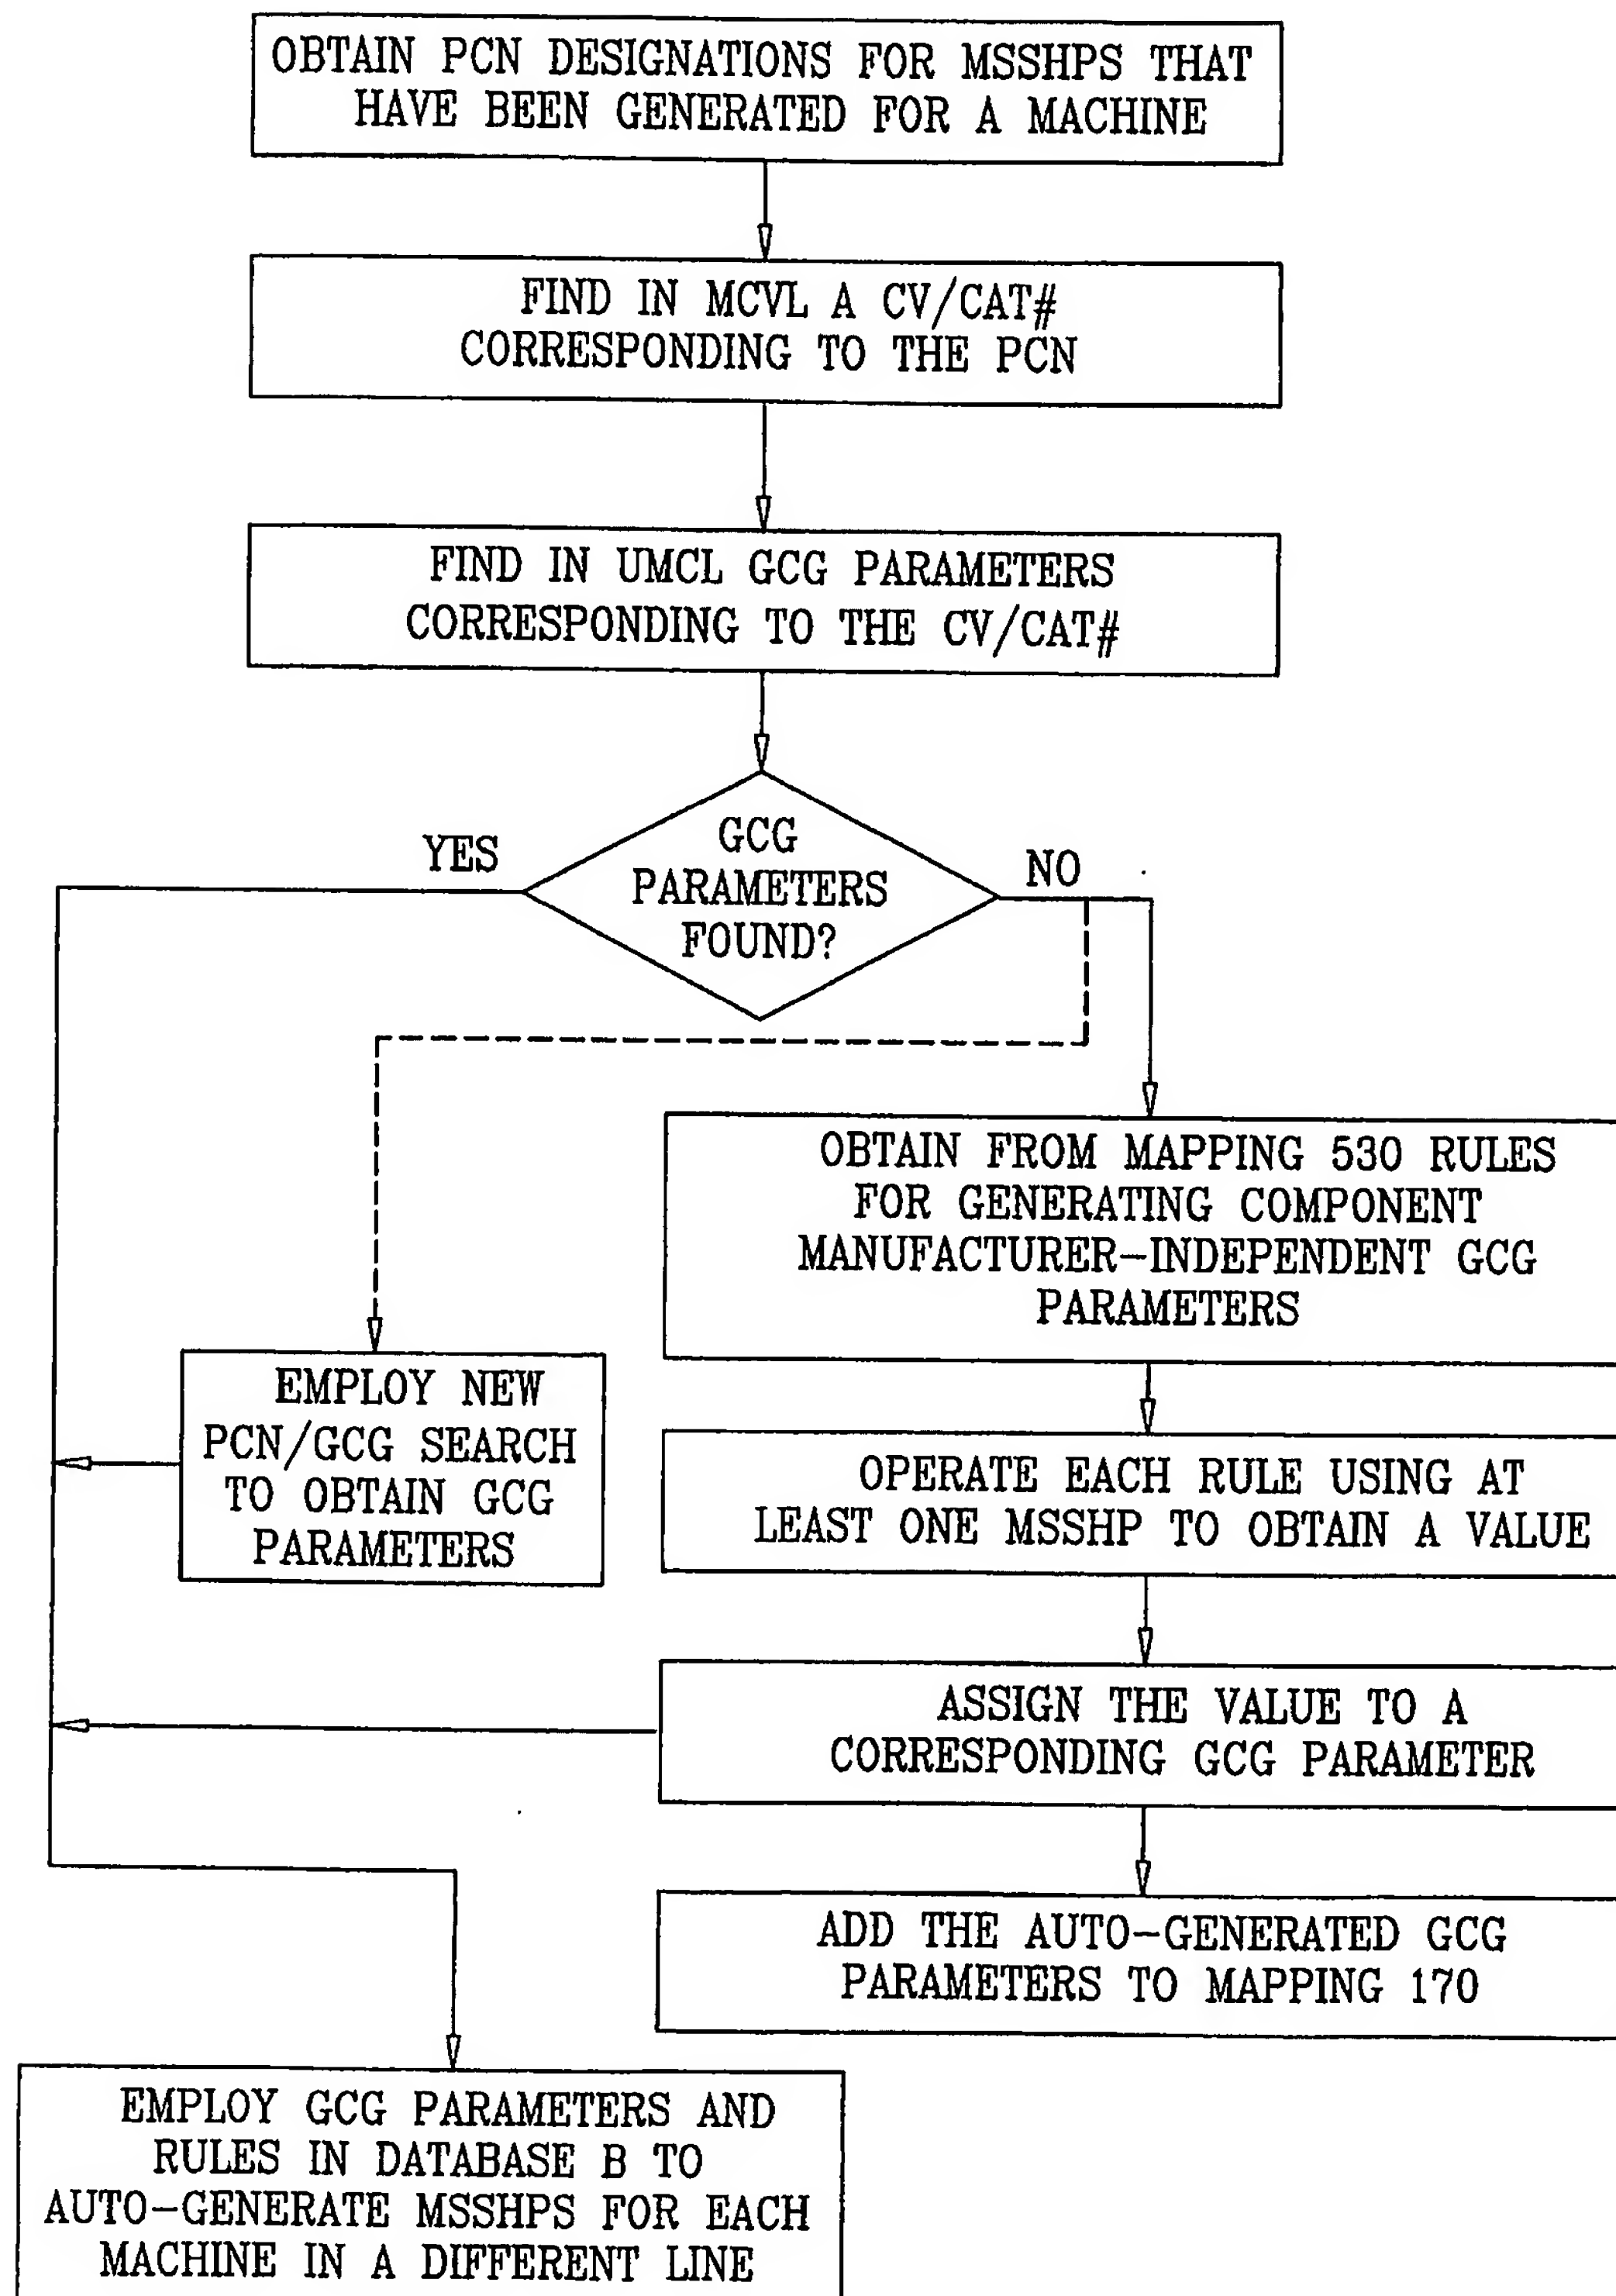 OBTAIN PCN DESIGNATIONS FOR MSSHPS THAT
HAVE BEEN GENERATED FOR A MACHINE
FIND IN MCVL A CV/CAT#
CORRESPONDING TO THE PCN
FIND IN UMCL GCG PARAMETERS
CORRESPONDING TO THE CV/CAT#
GCG
PARAMETERS
FOUND?
YES
NO
OBTAIN FROM MAPPING 530 RULES
FOR GENERATING COMPONENT
MANUFACTURER-INDEPENDENT GCG
PARAMETERS
EMPLOY NEW
PCN/GCG SEARCH
TO OBTAIN GCG
PARAMETERS
OPERATE EACH RULE USING AT
LEAST ONE MSSHP TO OBTAIN A VALUE
ASSIGN THE VALUE TO A
CORRESPONDING GCG PARAMETER
ADD THE AUTO-GENERATED GCG
PARAMETERS TO MAPPING 170
EMPLOY GCG PARAMETERS AND
RULES IN DATABASE B TO
AUTO-GENERATE MSSHPS FOR EACH
MACHINE IN A DIFFERENT LINE